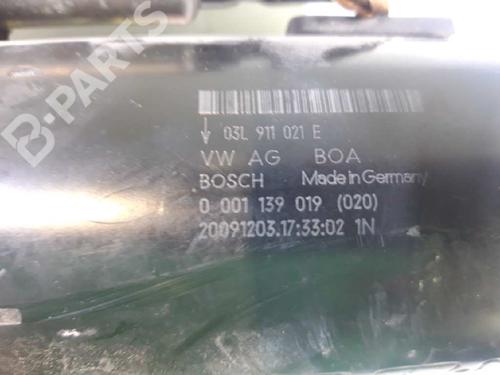 B-PARTS
03L 911 021 E
VW AG BOA
BOSCH Made in Germany
0 001 139 019 (020)
20091203.17:33:02 1N
B-PARTS